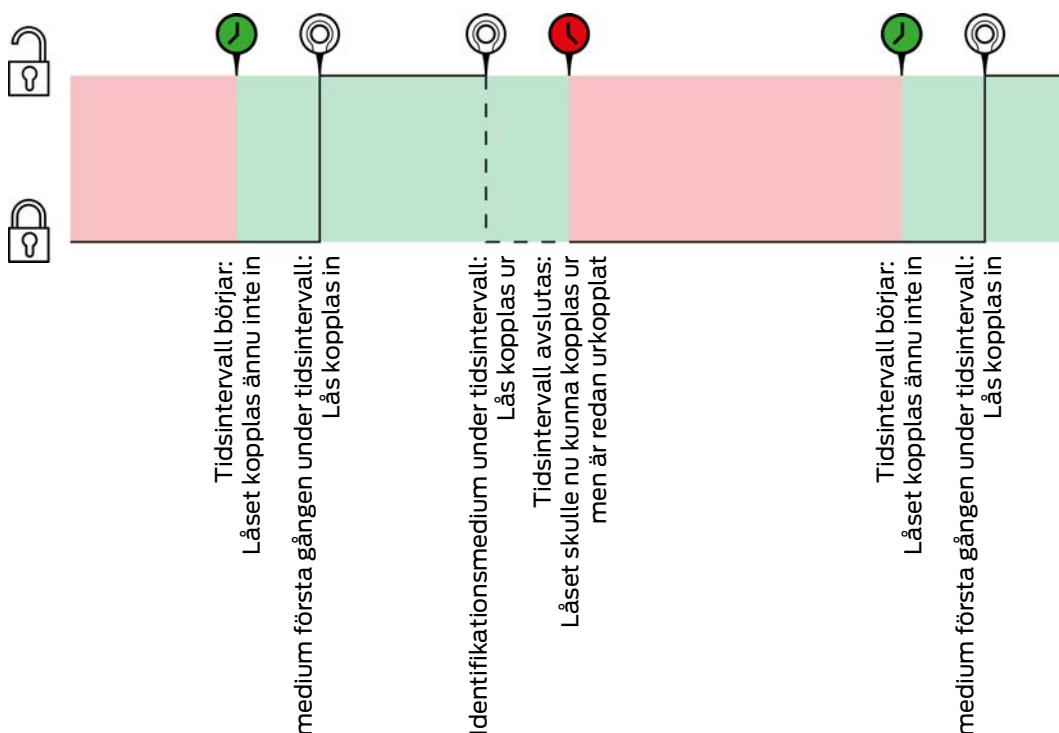 Tidsintervall börjar:
Låset kopplas ännu inte in
medium första gången under tidsintervall:
Lås kopplas in
Identifikationsmedium under tidsintervall:
Lås kopplas ur
Tidsintervall avslutas:
Låset skulle nu kunna kopplas ur
men är redan urkopplat
Tidsintervall börjar:
Låset kopplas ännu inte in
medium första gången under tidsintervall:
Lås kopplas in